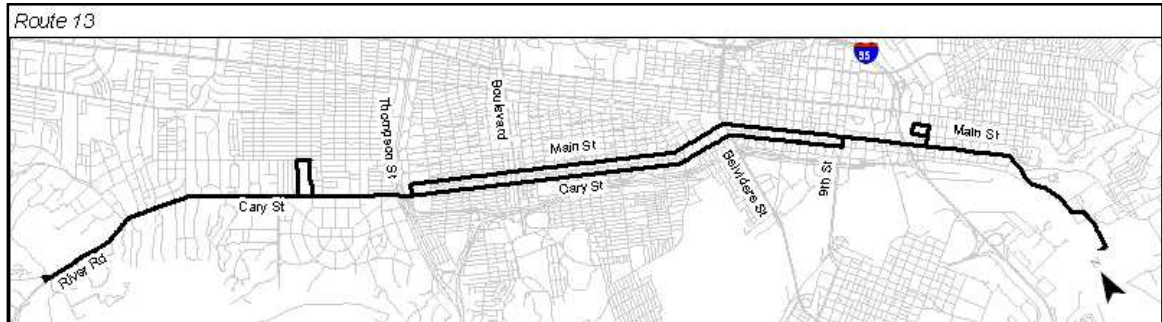 Route 13
95
Thompson St
Boulevard
Main St
Main St
Belvidere St
9th St
Cary St
Cary St
River Rd
N